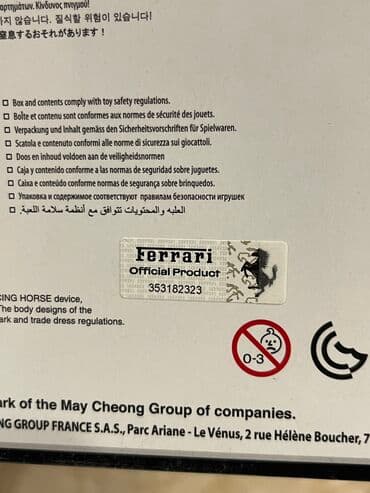 αρτημάτων. Κίνδυνος πνιγμού!
하지 않습니다. 질식할 위험이 있습니다!
窒息するおそれがあります！
□ Box and contents comply with toy safety regulations.
□ Boîte et contenu sont conformes aux normes de sécurité des jouets.
□ Verpackung und Inhalt gemäss den Sicherheitsvorschriften für Spielwaren.
□ Scatola e contenuto conformi alle norme di sicurezza sui giocattoli.
□ Doos en inhoud voldoen aan de veiligheidsnormen
□ Caja y contenido conforme a las normas de seguridad sobre juguetes.
□ Caixa e conteúdo conforme normas de segurança sobre brinquedos.
□ Упаковка и содержимое соответствуют правилам безопасности игрушек
□ العلبه والمحتويات تتوافق مع أنظمة سلامة اللعبة.
Ferrari
Official Product
353182323
CING HORSE device,
The body designs of the
ark and trade dress regulations.
0-3
ark of the May Cheong Group of companies.
NG GROUP FRANCE S.A.S., Parc Ariane - Le Vénus, 2 rue Hélène Boucher, 7